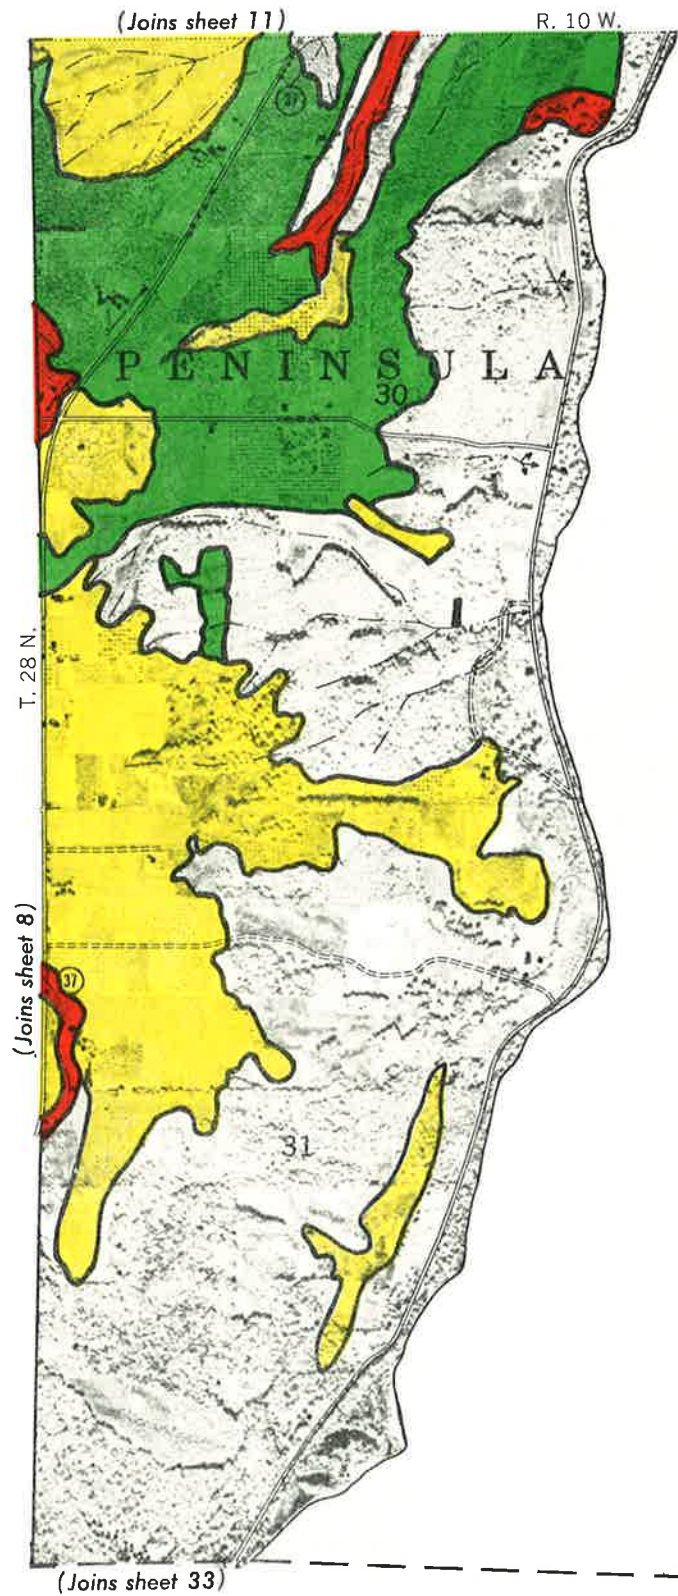 (Joins sheet 11)
R. 10 W.
37
PENINSULA
30
T. 28 N.
(Joins sheet 8)
37
31
(Joins sheet 33)